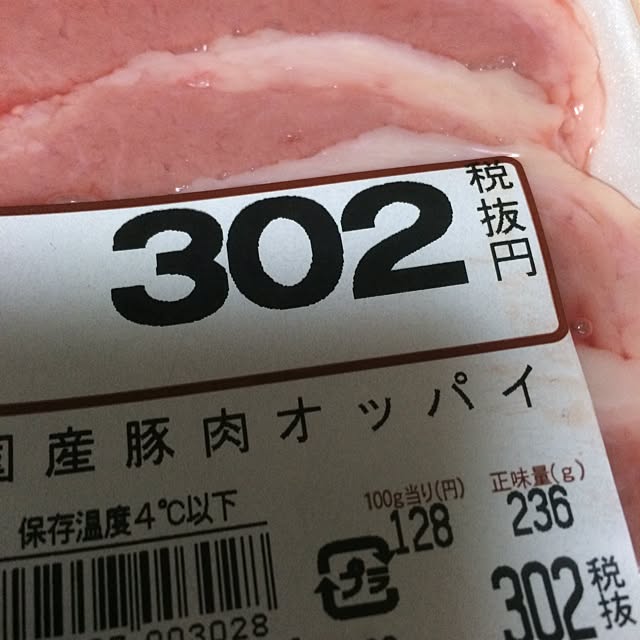 302 税抜円
国産豚肉オッパイ
保存温度4℃以下
100g当り(円) 正味量(g)
128 236
プラ
302 税抜
003028